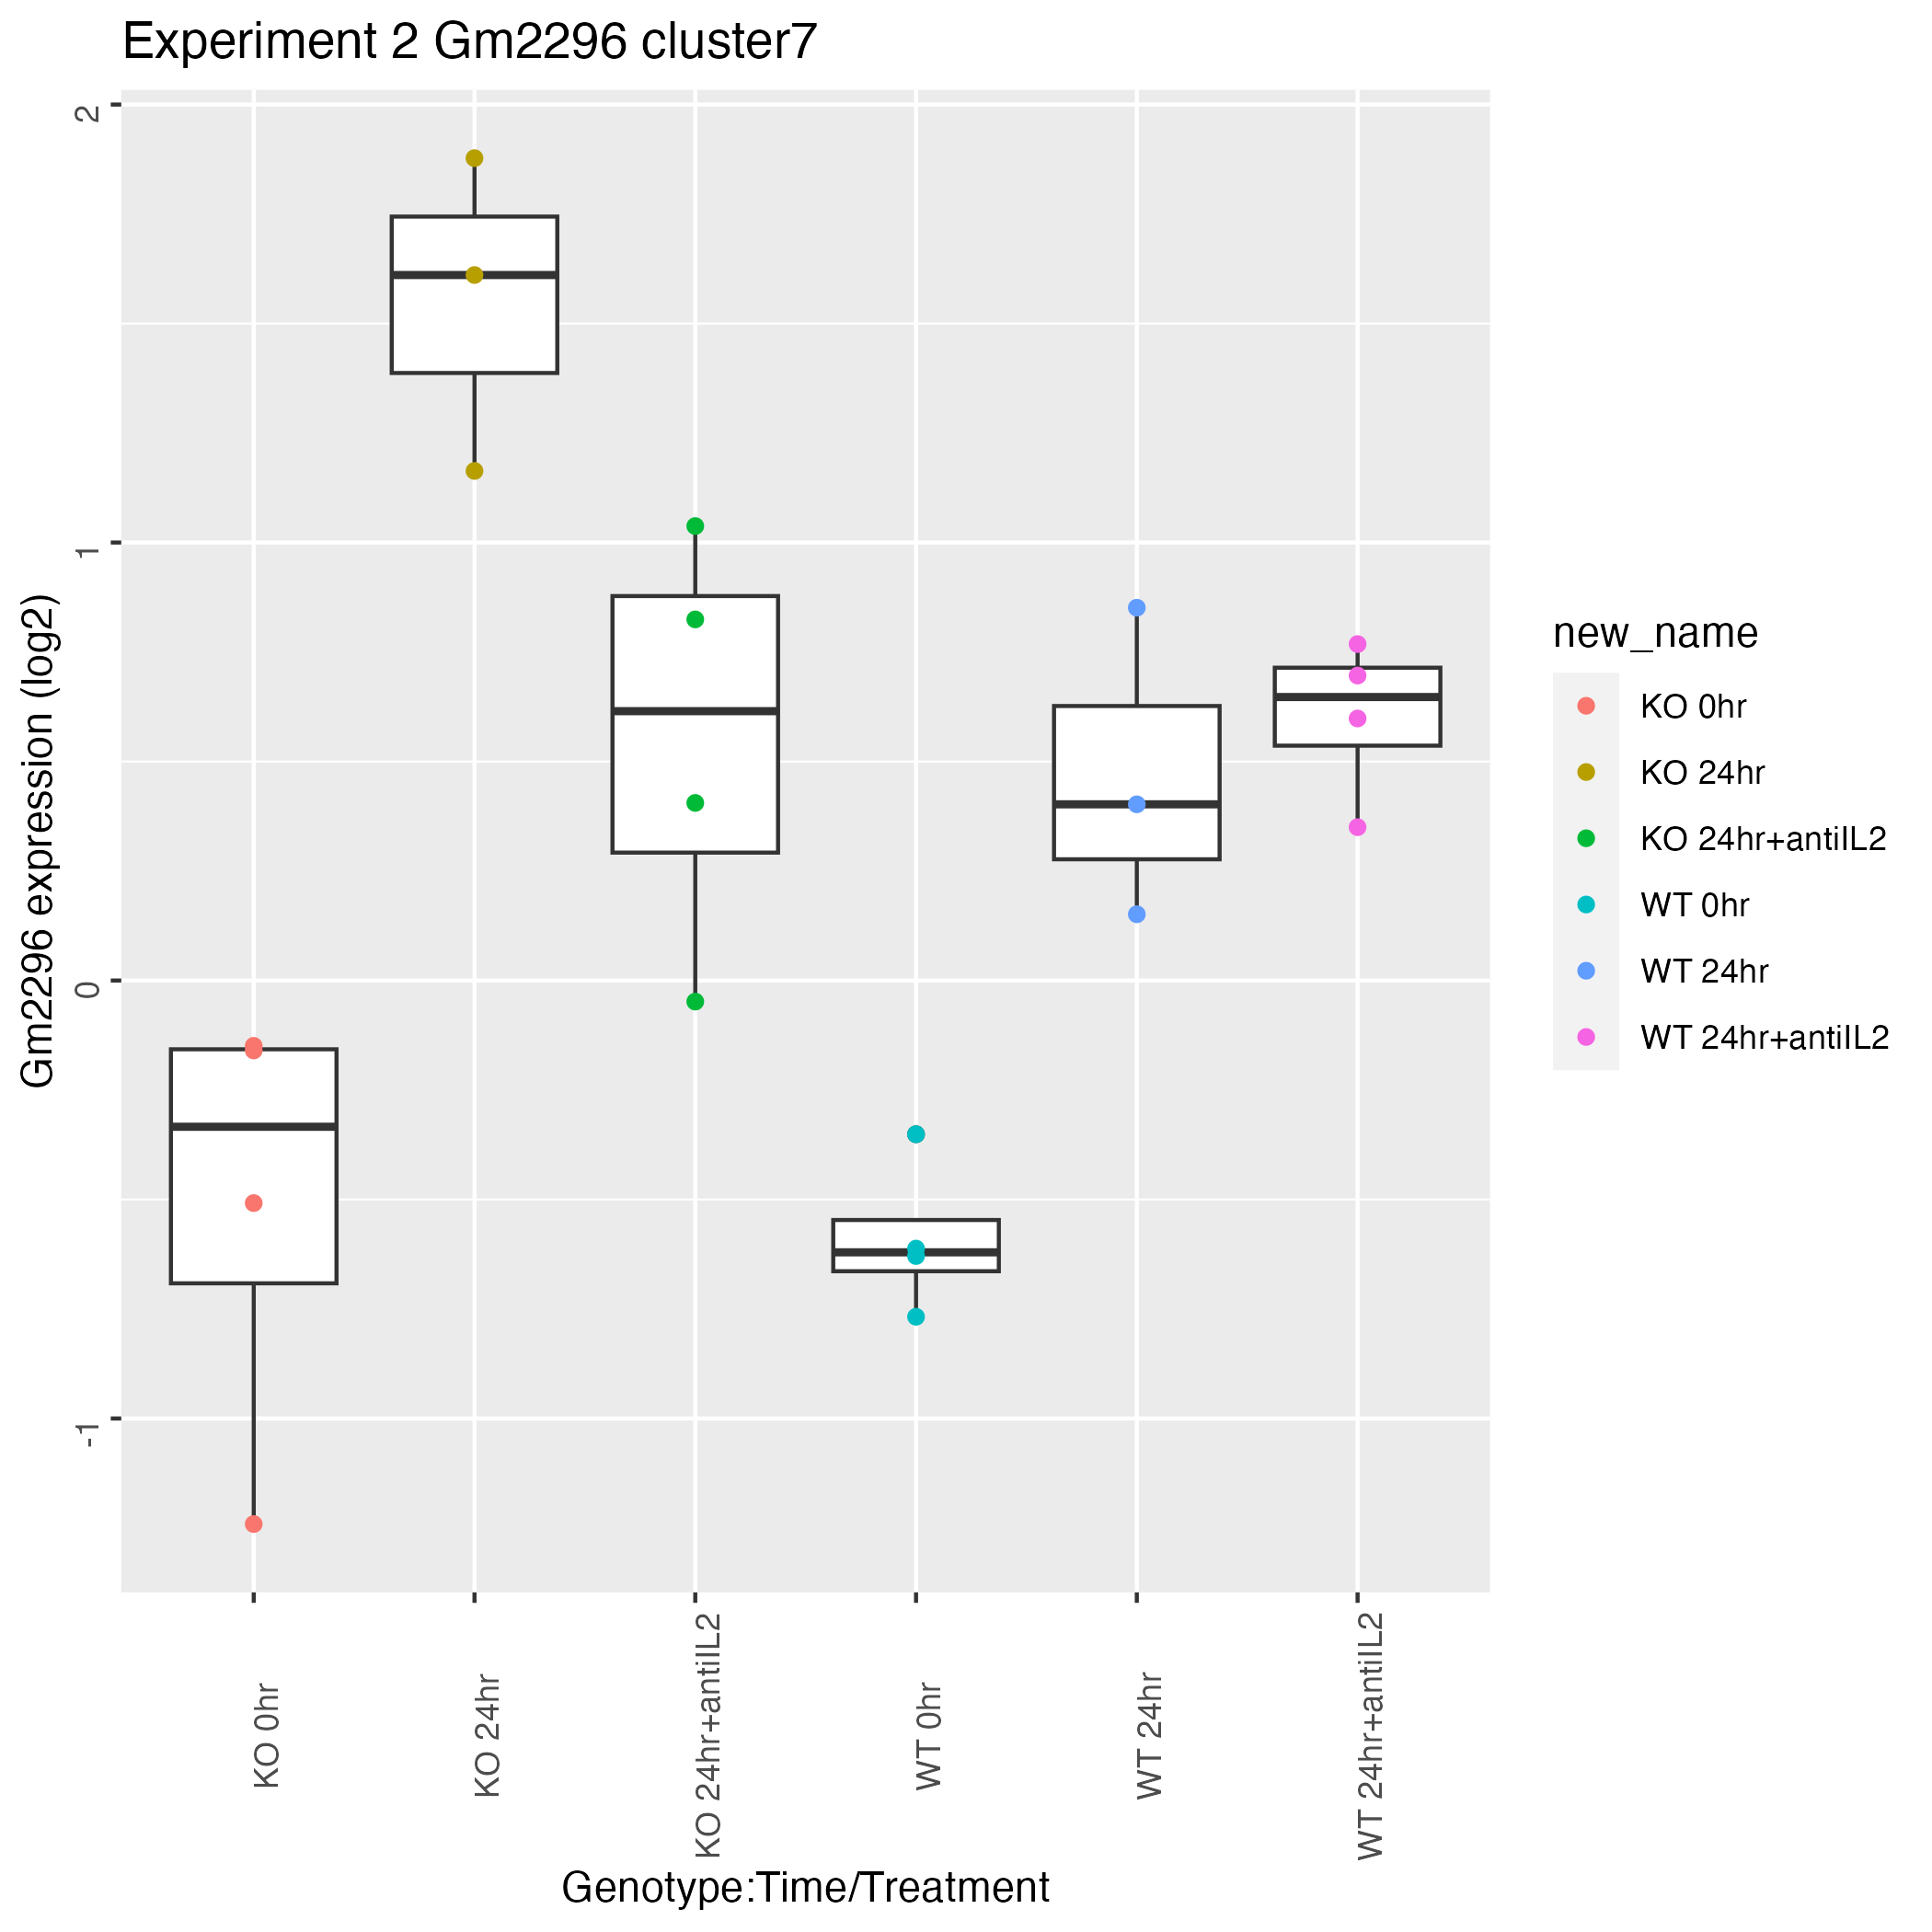 Experiment 2 Gm2296 cluster7
Gm2296 expression (log2)
2
1
0
-1
KO 0hr
KO 24hr
KO 24hr+antiIL2
WT 0hr
WT 24hr
WT 24hr+antiIL2
Genotype:Time/Treatment
new_name
KO 0hr
KO 24hr
KO 24hr+antiIL2
WT 0hr
WT 24hr
WT 24hr+antiIL2